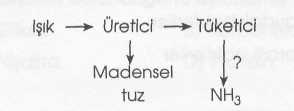 Işık → Üretici → Tüketici
?
Madensel
tuz
NH₃